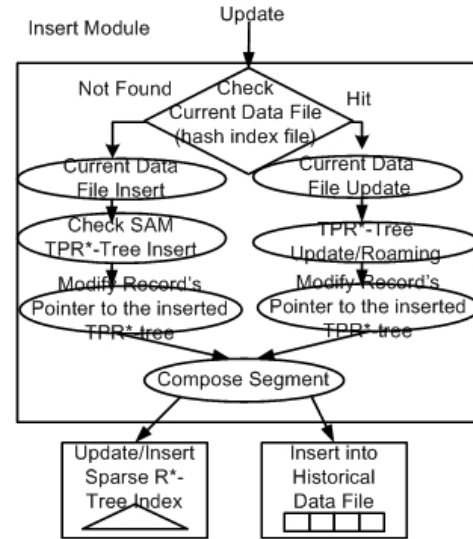 Update
Insert Module
Not Found
Check
Current Data File
(hash index file)
Hit
Current Data
File Insert
Current Data
File Update
Check SAM
TPR*-Tree Insert
TPR*-Tree
Update/Roaming
Modify Record's
Pointer to the inserted
TPR*-tree
Modify Record's
Pointer to the inserted
TPR*-tree
Compose Segment
Update/Insert
Sparse R*-
Tree Index
Insert into
Historical
Data File